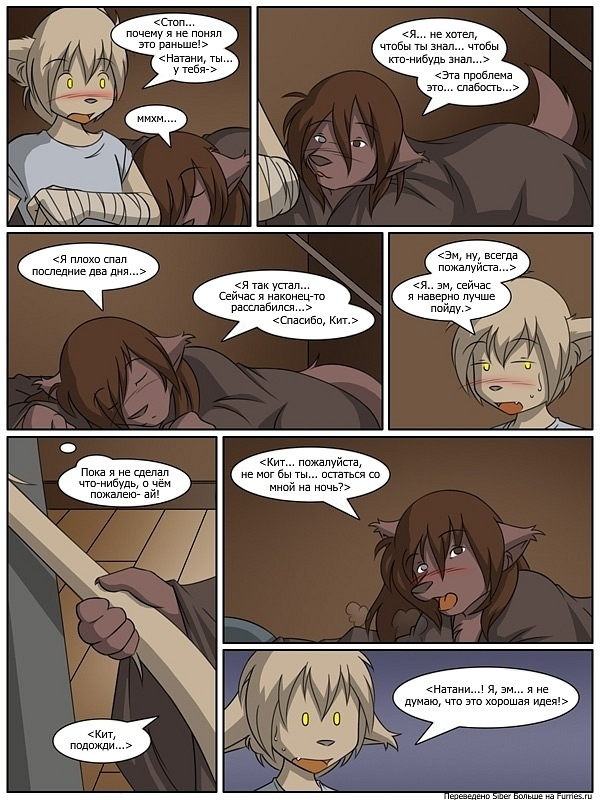 <Стоп...
почему я не понял
это раньше!>
<Натани, ты...
у тебя->
ммхм....
<Я... не хотел,
чтобы ты знал... чтобы
кто-нибудь знал...>
<Эта проблема
это... слабость...>
<Я плохо спал
последние два дня...>
<Я так устал...
Сейчас я наконец-то
расслабился...>
<Спасибо, Кит.>
<Эм, ну, всегда
пожалуйста...>
<Я.. эм, сейчас
я наверно лучше
пойду.>
Пока я не сделал
что-нибудь, о чём
пожалею- ай!
<Кит,
подожди...>
<Кит... пожалуйста,
не мог бы ты... остаться со
мной на ночь?>
<Натани...! Я, эм... я не
думаю, что это хорошая идея!>
Переведено Siber Больше на Furries.ru